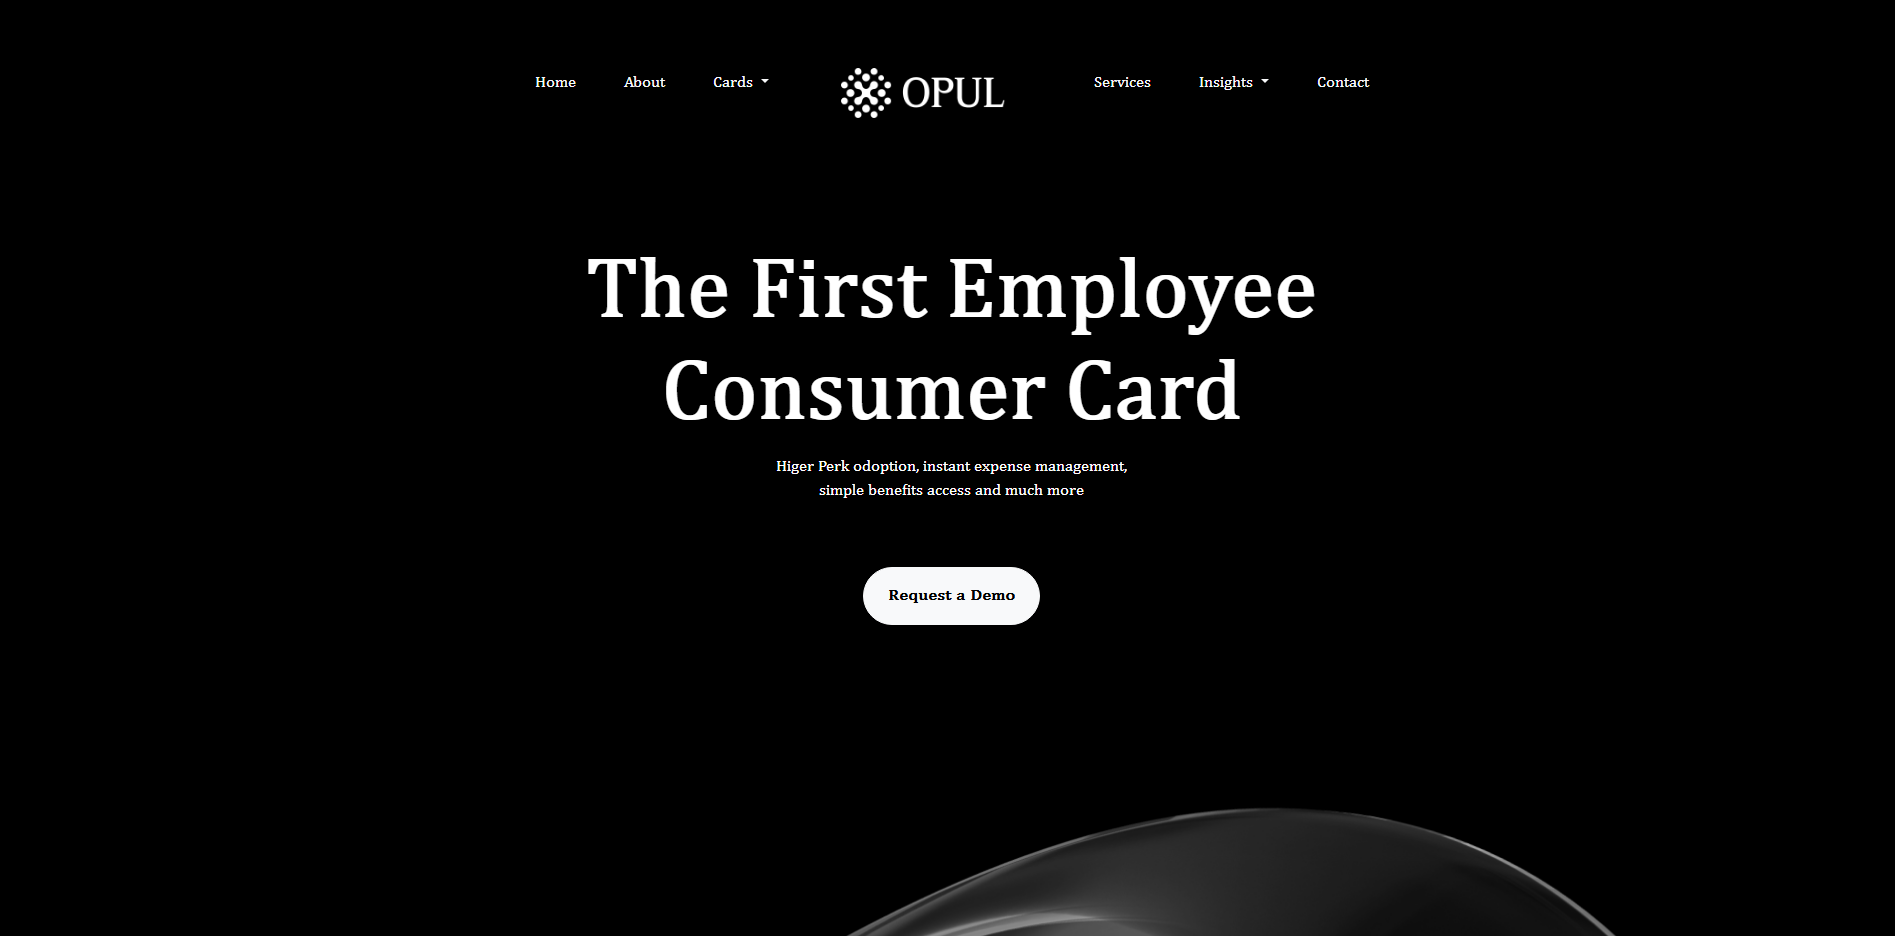 Home About Cards OPUL Services Insights Contact
The First Employee
Consumer Card
Higer Perk odoption, instant expense management,
simple benefits access and much more
Request a Demo